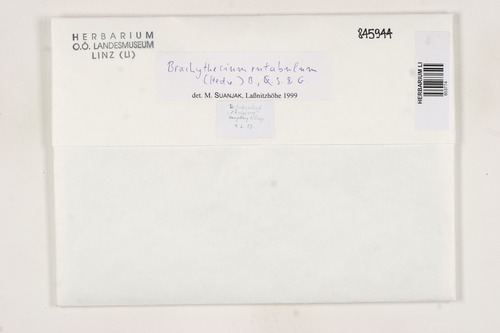 HERBARIUM
O.Ö. LANDESMUSEUM
LINZ (LI)
845944
Brachythecium rutabulum
(Hedw.) B., S. & G
det. M. SUANJAK, Laßnitzhöhe 1999
HERBARIUM LI